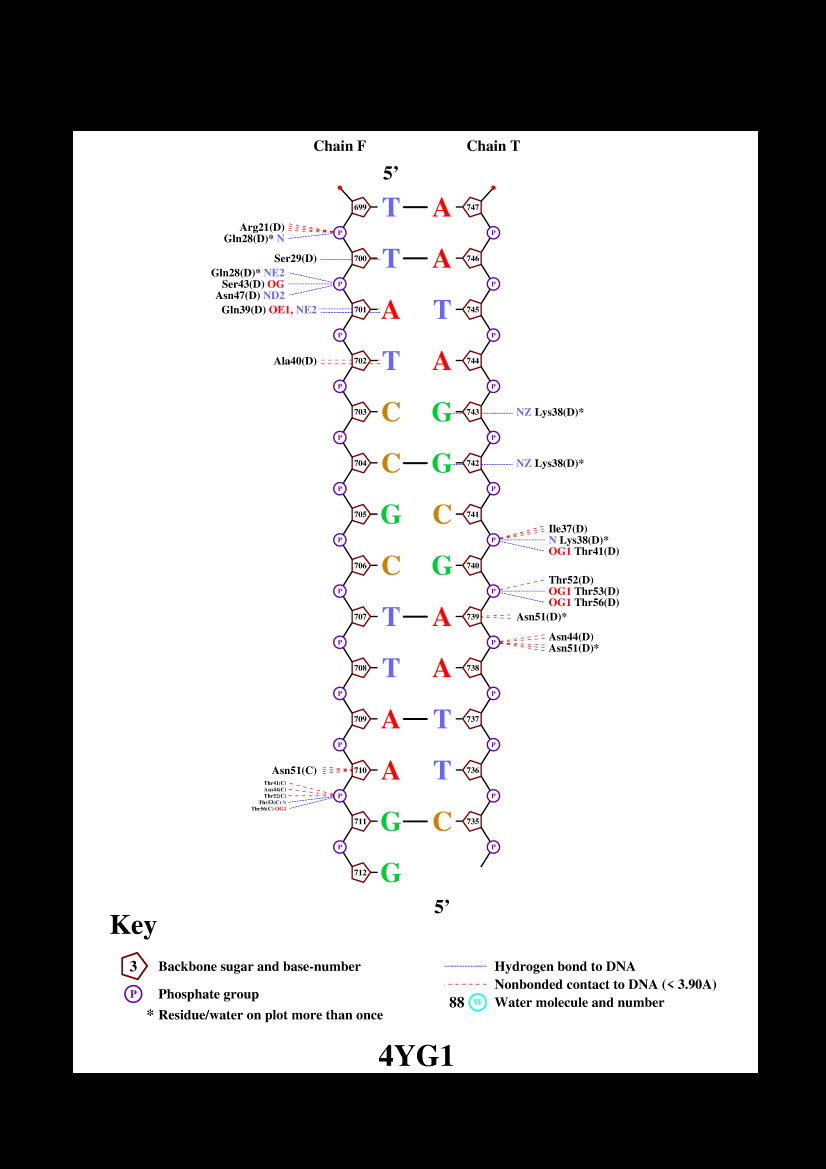 Chain F Chain T
5’
699 T A 747
Arg21(D)
P P
Gln28(D)* N
Ser29(D) 700 T A 746
Gln28(D)* NE2
Ser43(D) OG P P
Asn47(D) ND2
Gln39(D) OE1, NE2 701 A T 745
P P
Ala40(D) 702 T A 744
P P
703 C G 743 NZ Lys38(D)*
P P
704 C G 742 NZ Lys38(D)*
P P
705 G C 741
Ile37(D)
P P N Lys38(D)*
OG1 Thr41(D)
706 C G 740
Thr52(D)
P P OG1 Thr53(D)
OG1 Thr56(D)
707 T A 739 Asn51(D)*
Asn44(D)
P P
Asn51(D)*
708 T A 738
P P
709 A T 737
P P
Asn51(C) 710 A T 736
Thr41(C)
Asn44(C)
Thr52(C) P P
Thr53(C) N
Thr56(C) OG1
711 G C 735
P P
712 G
5’
Key
3 Backbone sugar and base-number
P Phosphate group
* Residue/water on plot more than once
Hydrogen bond to DNA
Nonbonded contact to DNA (< 3.90A)
88 W Water molecule and number
4YG1